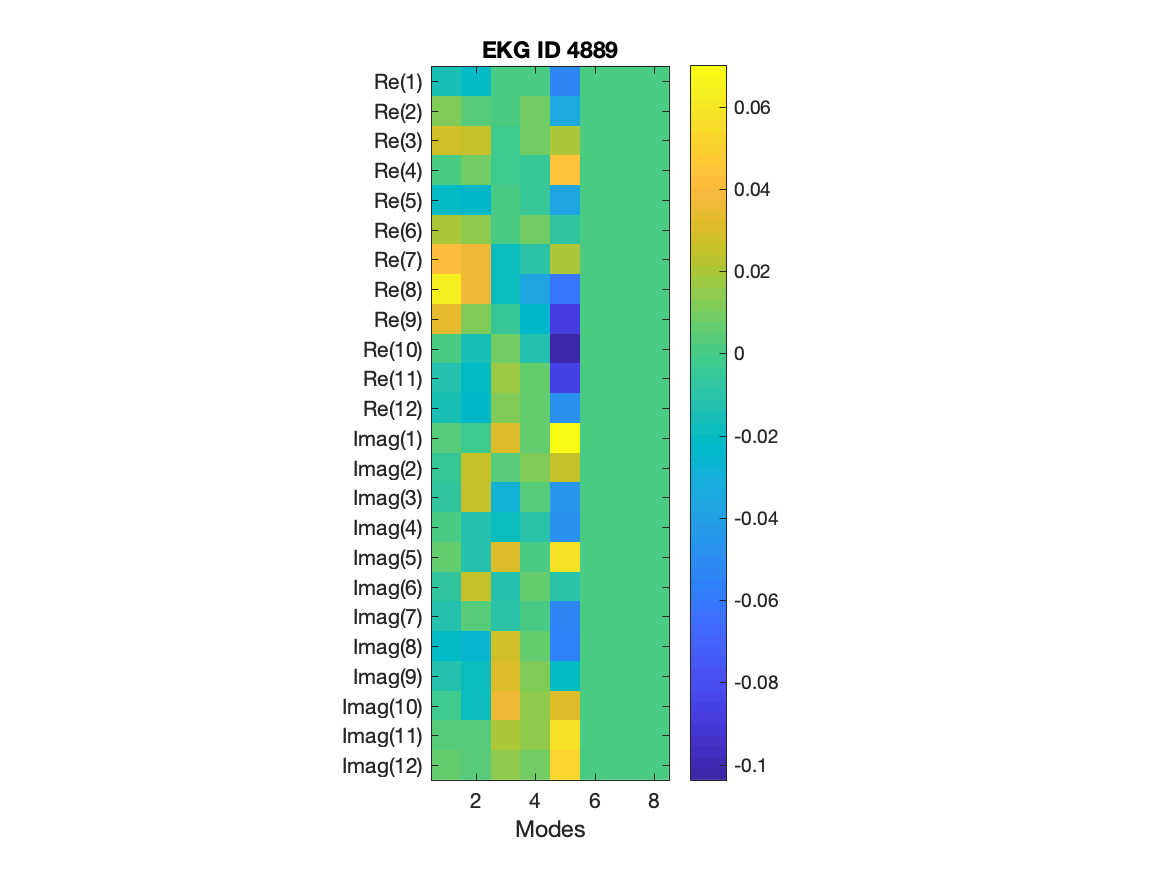 EKG ID 4889
Re(1)
Re(2)
Re(3)
Re(4)
Re(5)
Re(6)
Re(7)
Re(8)
Re(9)
Re(10)
Re(11)
Re(12)
Imag(1)
Imag(2)
Imag(3)
Imag(4)
Imag(5)
Imag(6)
Imag(7)
Imag(8)
Imag(9)
Imag(10)
Imag(11)
Imag(12)
2 4 6 8
Modes
0.06
0.04
0.02
0
-0.02
-0.04
-0.06
-0.08
-0.1